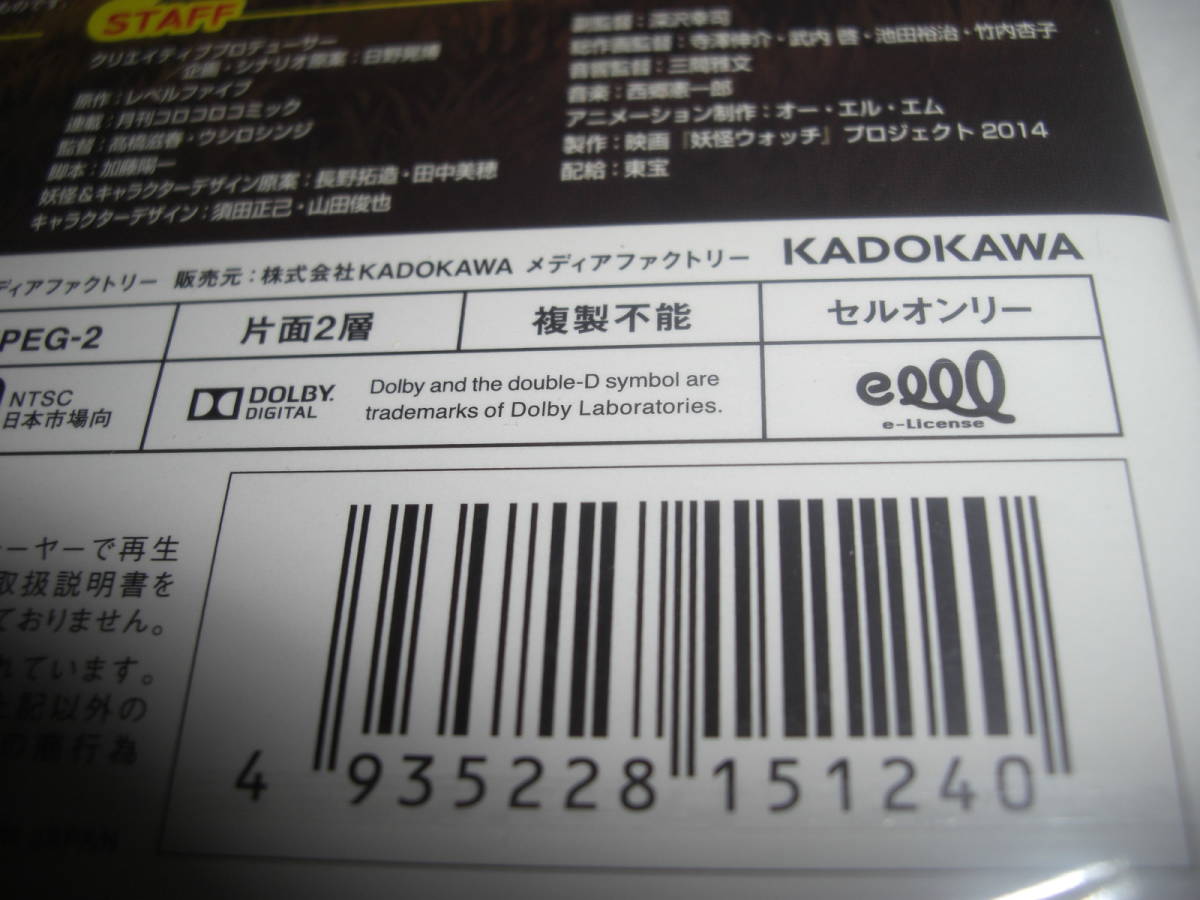 ものです。
STAFF
クリエイティブプロデューサー
企画・シナリオ原案：日野晃博
原作：レベルファイブ
連載：月刊コロコロコミック
監督：髙橋滋春・ウシロシンジ
脚本：加藤陽一
妖怪&キャラクターデザイン原案：長野拓造・田中美穂
キャラクターデザイン：須田正己・山田俊也
副監督：深沢幸司
総作画監督：寺澤伸介・武内 啓・池田裕治・竹内杏子
音響監督：三間雅文
音楽：西郷憲一郎
アニメーション制作：オー・エル・エム
製作：映画『妖怪ウォッチ』プロジェクト 2014
配給：東宝
ディアファクトリー 販売元：株式会社KADOKAWA メディアファクトリー KADOKAWA
PEG-2 片面2層 複製不能 セルオンリー
NTSC
日本市場向
DOLBY
DIGITAL
Dolby and the double-D symbol are
trademarks of Dolby Laboratories.
e-License
ーヤーで再生
取扱説明書を
ておりません。
れています。
上記以外の
の商行為
JAPAN
4 935228 151240